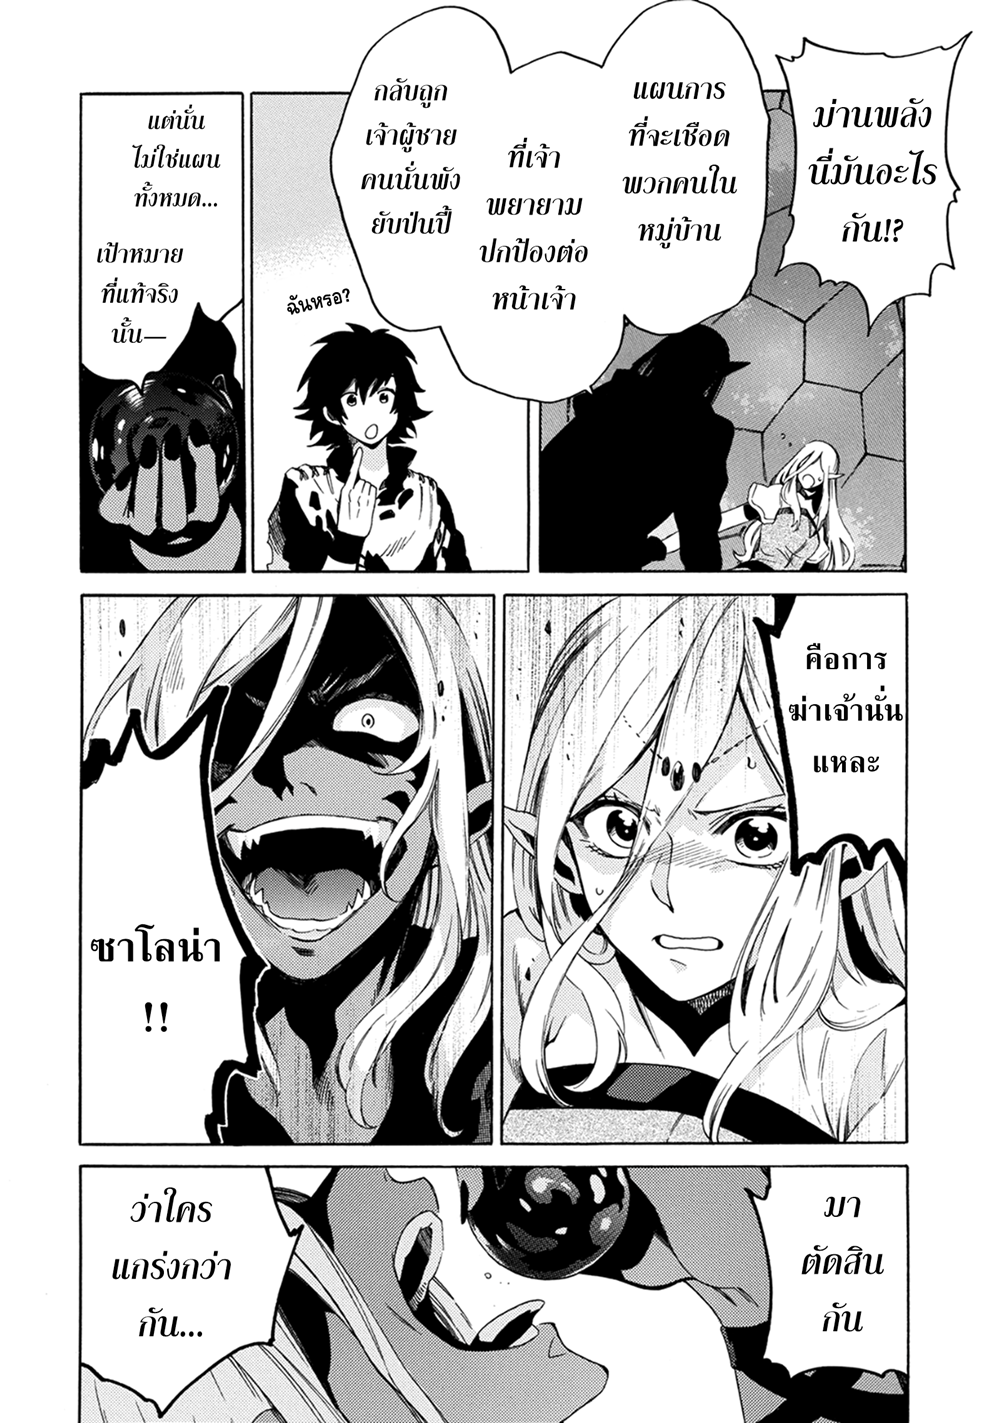 ม่านพลัง
นี่มันอะไร
กัน!?
แผนการ
ที่จะเชือด
พวกคนใน
หมู่บ้าน
ที่เจ้า
พยายาม
ปกป้องต่อ
หน้าเจ้า
กลับถูก
เจ้าผู้ชาย
คนนั่นพัง
ยับป่นปี้
ฉันหรอ?
แต่นั่น
ไม่ใช่แผน
ทั้งหมด...
เป้าหมาย
ที่แท้จริง
นั้น—
คือการ
ฆ่าเจ้านั่น
แหละ
ซาโลน่า
!!
มา
ตัดสิน
กัน
ว่าใคร
แกร่งกว่า
กัน...